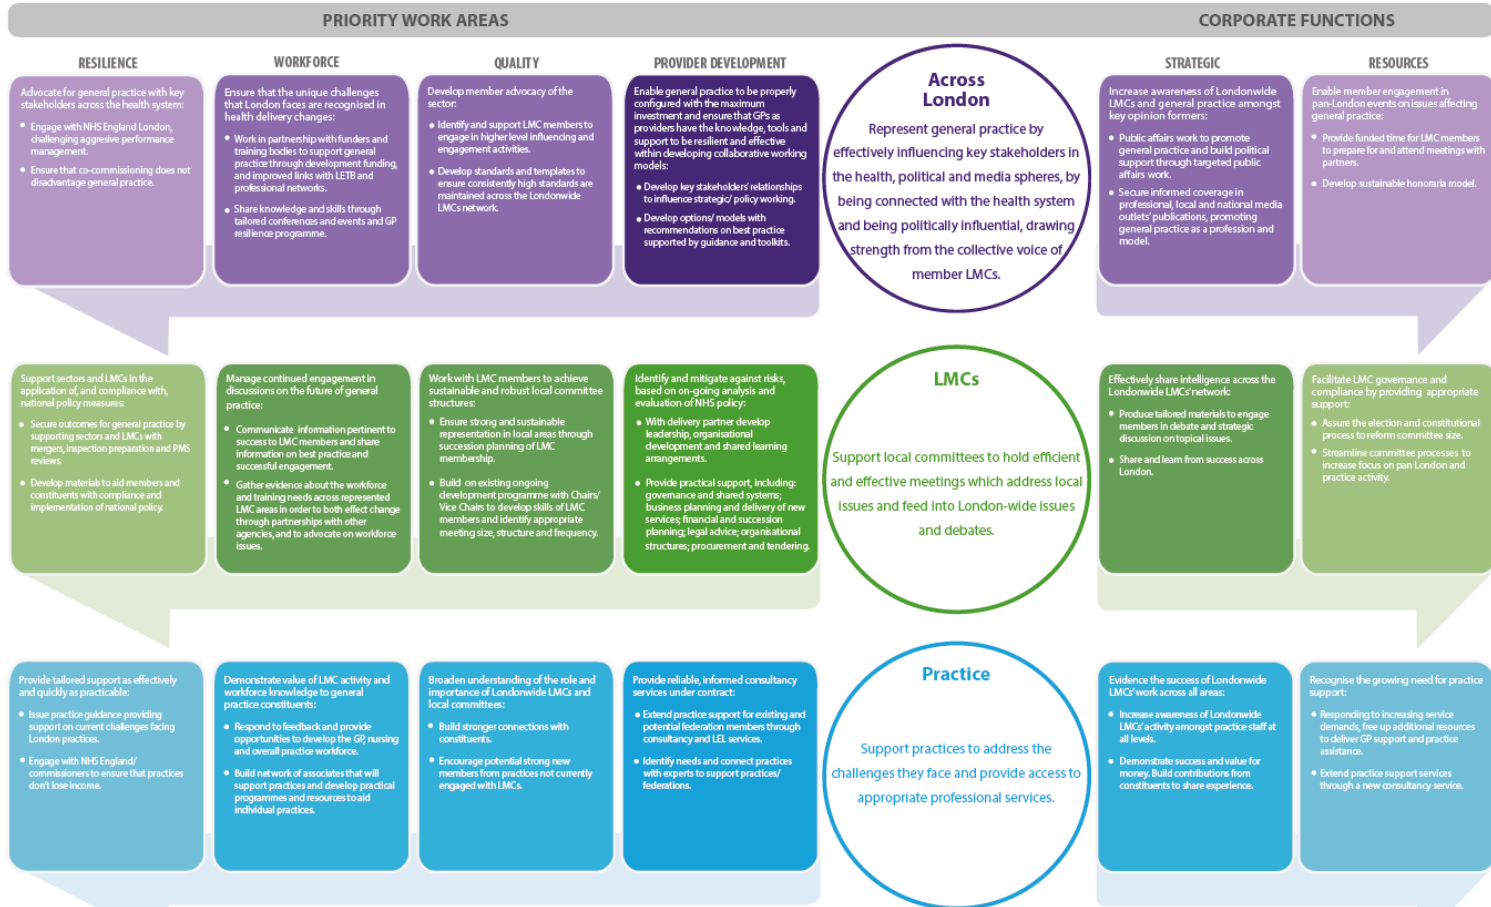 PRIORITY WORK AREAS
CORPORATE FUNCTIONS
RESILIENCE
WORKFORCE
QUALITY
PROVIDER DEVELOPMENT
STRATEGIC
RESOURCES
Advocate for general practice with key
stakeholders across the health system:
• Engage with NHS England London,
challenging aggresive performance
management.
• Ensure that co-commissioning does not
disadvantage general practice.
Ensure that the unique challenges
that London faces are recognised in
health delivery changes:
• Work in partnership with funders and
training bodies to support general
practice through development funding,
and improved links with LETB and
professional networks.
• Share knowledge and skills through
tailored conferences and events and GP
resilience programme.
Develop member advocacy of the
sector:
• Identify and support LMC members to
engage in higher level influencing and
engagement activities.
• Develop standards and templates to
ensure consistently high standards are
maintained across the Londonwide
LMCs network.
Enable general practice to be properly
configured with the maximum
investment and ensure that GPs as
providers have the knowledge, tools and
support to be resilient and effective
within developing collaborative working
models:
• Develop key stakeholders' relationships
to influence strategic/ policy working.
• Develop options/ models with
recommendations on best practice
supported by guidance and toolkits.
Across
London
Represent general practice by
effectively influencing key stakeholders in
the health, political and media spheres, by
being connected with the health system
and being politically influential, drawing
strength from the collective voice of
member LMCs.
Increase awareness of Londonwide
LMCs and general practice amongst
key opinion formers:
• Public affairs work to promote
general practice and build political
support through targeted public
affairs work.
• Secure informed coverage in
professional, local and national media
outlets' publications, promoting
general practice as a profession and
model.
Enable member engagement in
pan-London events on issues affecting
general practice:
• Provide funded time for LMC members
to prepare for and attend meetings with
partners.
• Develop sustainable honoraria model.
Support sectors and LMCs in the
application of, and compliance with,
national policy measures:
• Secure outcomes for general practice by
supporting sectors and LMCs with
mergers, inspection preparation and PMS
reviews.
• Develop materials to aid members and
constituents with compliance and
implementation of national policy.
Manage continued engagement in
discussions on the future of general
practice:
• Communicate information pertinent to
success to LMC members and share
information on best practice and
successful engagement.
• Gather evidence about the workforce
and training needs across represented
LMC areas in order to both effect change
through partnerships with other
agencies, and to advocate on workforce
issues.
Work with LMC members to achieve
sustainable and robust local committee
structures:
• Ensure strong and sustainable
representation in local areas through
succession planning of LMC
membership.
• Build on existing ongoing
development programme with Chairs/
Vice Chairs to develop skills of LMC
members and identify appropriate
meeting size, structure and frequency.
Identify and mitigate against risks,
based on on-going analysis and
evaluation of NHS policy:
• With delivery partner develop
leadership, organisational
development and shared learning
arrangements.
• Provide practical support, including:
governance and shared systems;
business planning and delivery of new
services; financial and succession
planning; legal advice; organisational
structures; procurement and tendering.
LMCs
Support local committees to hold efficient
and effective meetings which address local
issues and feed into London-wide issues
and debates.
Effectively share intelligence across the
Londonwide LMCs' network:
• Produce tailored materials to engage
members in debate and strategic
discussion on topical issues.
• Share and learn from success across
London.
Facilitate LMC governance and
compliance by providing appropriate
support:
• Assure the election and constitutional
process to reform committee size.
• Streamline committee processes to
increase focus on pan London and
practice activity.
Provide tailored support as effectively
and quickly as practicable:
• Issue practice guidance providing
support on current challenges facing
London practices.
• Engage with NHS England/
commissioners to ensure that practices
don't lose income.
Demonstrate value of LMC activity and
workforce knowledge to general
practice constituents:
• Respond to feedback and provide
opportunities to develop the GP, nursing
and overall practice workforce.
• Build network of associates that will
support practices and develop practical
programmes and resources to aid
individual practices.
Broaden understanding of the role and
importance of Londonwide LMCs and
local committees:
• Build stronger connections with
constituents.
• Encourage potential strong new
members from practices not currently
engaged with LMCs.
Provide reliable, informed consultancy
services under contract:
• Extend practice support for existing and
potential federation members through
consultancy and LEL services.
• Identify needs and connect practices
with experts to support practices/
federations.
Practice
Support practices to address the
challenges they face and provide access to
appropriate professional services.
Evidence the success of Londonwide
LMCs' work across all areas:
• Increase awareness of Londonwide
LMCs' activity amongst practice staff at
all levels.
• Demonstrate success and value for
money. Build contributions from
constituents to share experience.
Recognise the growing need for practice
support:
• Responding to increasing service
demands, free up additional resources
to deliver GP support and practice
assistance.
• Extend practice support services
through a new consultancy service.